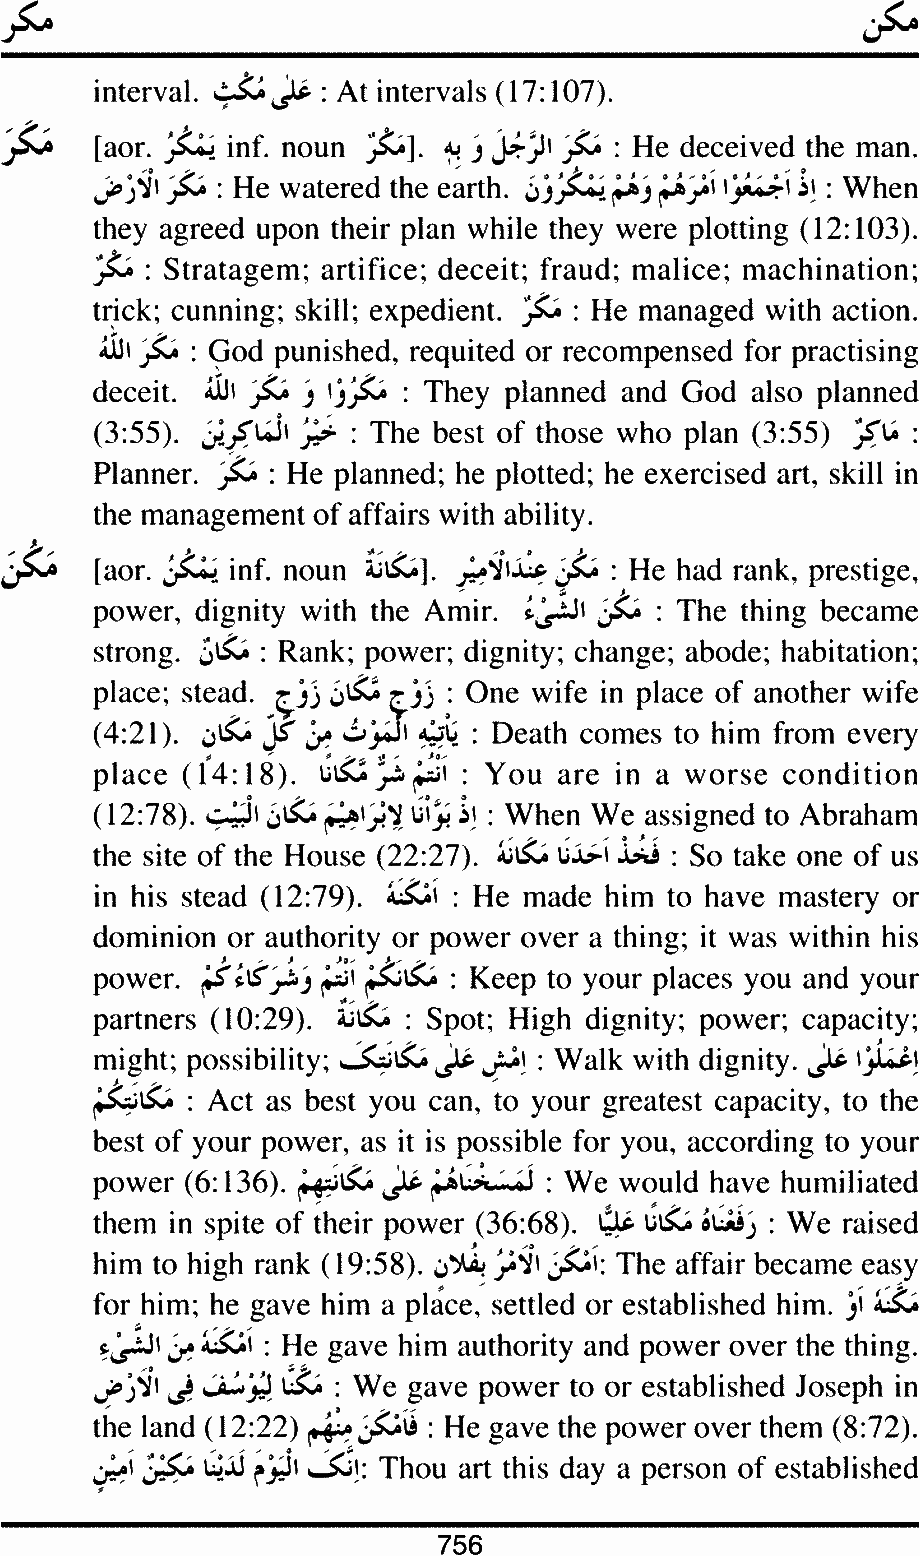 مكر مكن
interval. عَلٰى مُكْثٍ : At intervals (17:107).
مَكَرَ [aor. يَمْكُرُ inf. noun مَكْرٌ]. مَكَرَ الرَّجُلَ وَ بِهٖ : He deceived the man.
مَكَرَ الْاَرْضَ : He watered the earth. اِذْ اَجْمَعُوْا اَمْرَهُمْ وَهُمْ يَمْكُرُوْنَ : When
they agreed upon their plan while they were plotting (12:103).
مَكْرٌ : Stratagem; artifice; deceit; fraud; malice; machination;
trick; cunning; skill; expedient. مَكَرَ : He managed with action.
مَكَرَ اللّٰهُ : God punished, requited or recompensed for practising
deceit. مَكَرُوْا وَ مَكَرَ اللّٰهُ : They planned and God also planned
(3:55). خَيْرُ الْمَاكِرِيْنَ : The best of those who plan (3:55) مَاكِرٌ :
Planner. مَكَرَ : He planned; he plotted; he exercised art, skill in
the management of affairs with ability.
مَكُنَ [aor. يَمْكُنُ inf. noun مَكَانَةٌ]. مَكُنَ عِنْدَ الْاَمِيْرِ : He had rank, prestige,
power, dignity with the Amir. مَكُنَ الشَّيْءُ : The thing became
strong. مَكَانٌ : Rank; power; dignity; change; abode; habitation;
place; stead. زَوْجٍ مَّكَانَ زَوْجٍ : One wife in place of another wife
(4:21). يَأْتِيْهِ الْمَوْتُ مِنْ كُلِّ مَكَانٍ : Death comes to him from every
place (14:18). اَنْتُمْ شَرٌّ مَّكَانًا : You are in a worse condition
(12:78). اِذْ بَوَّاْنَا لِاِبْرَاهِيْمَ مَكَانَ الْبَيْتِ : When We assigned to Abraham
the site of the House (22:27). فَخُذْ اَحَدَنَا مَكَانَهٗ : So take one of us
in his stead (12:79). اَمْكَنَهٗ : He made him to have mastery or
dominion or authority or power over a thing; it was within his
power. مَكَانَكُمْ اَنْتُمْ وَشُرَكَاءُكُمْ : Keep to your places you and your
partners (10:29). مَكَانَةٌ : Spot; High dignity; power; capacity;
might; possibility; اِمْشِ عَلٰى مَكَانَتِكَ : Walk with dignity. اِعْمَلُوْا عَلٰى
مَكَانَتِكُمْ : Act as best you can, to your greatest capacity, to the
best of your power, as it is possible for you, according to your
power (6:136). لَمَسَخْنَاهُمْ عَلٰى مَكَانَتِهِمْ : We would have humiliated
them in spite of their power (36:68). رَفَعْنَاهُ مَكَانًا عَلِيًّا : We raised
him to high rank (19:58). اَمْكَنَ الْاَمْرُ بِفُلَانٍ: The affair became easy
for him; he gave him a place, settled or established him. مَكَّنَهٗ اَوْ
اَمْكَنَهٗ مِنَ الشَّيْءِ : He gave him authority and power over the thing.
مَكَّنَّا لِيُوْسُفَ فِى الْاَرْضِ : We gave power to or established Joseph in
the land (12:22) فَاَمْكَنَ مِنْهُمْ : He gave the power over them (8:72).
اِنَّكَ الْيَوْمَ لَدَيْنَا مَكِيْنٌ اَمِيْنٌ: Thou art this day a person of established
756